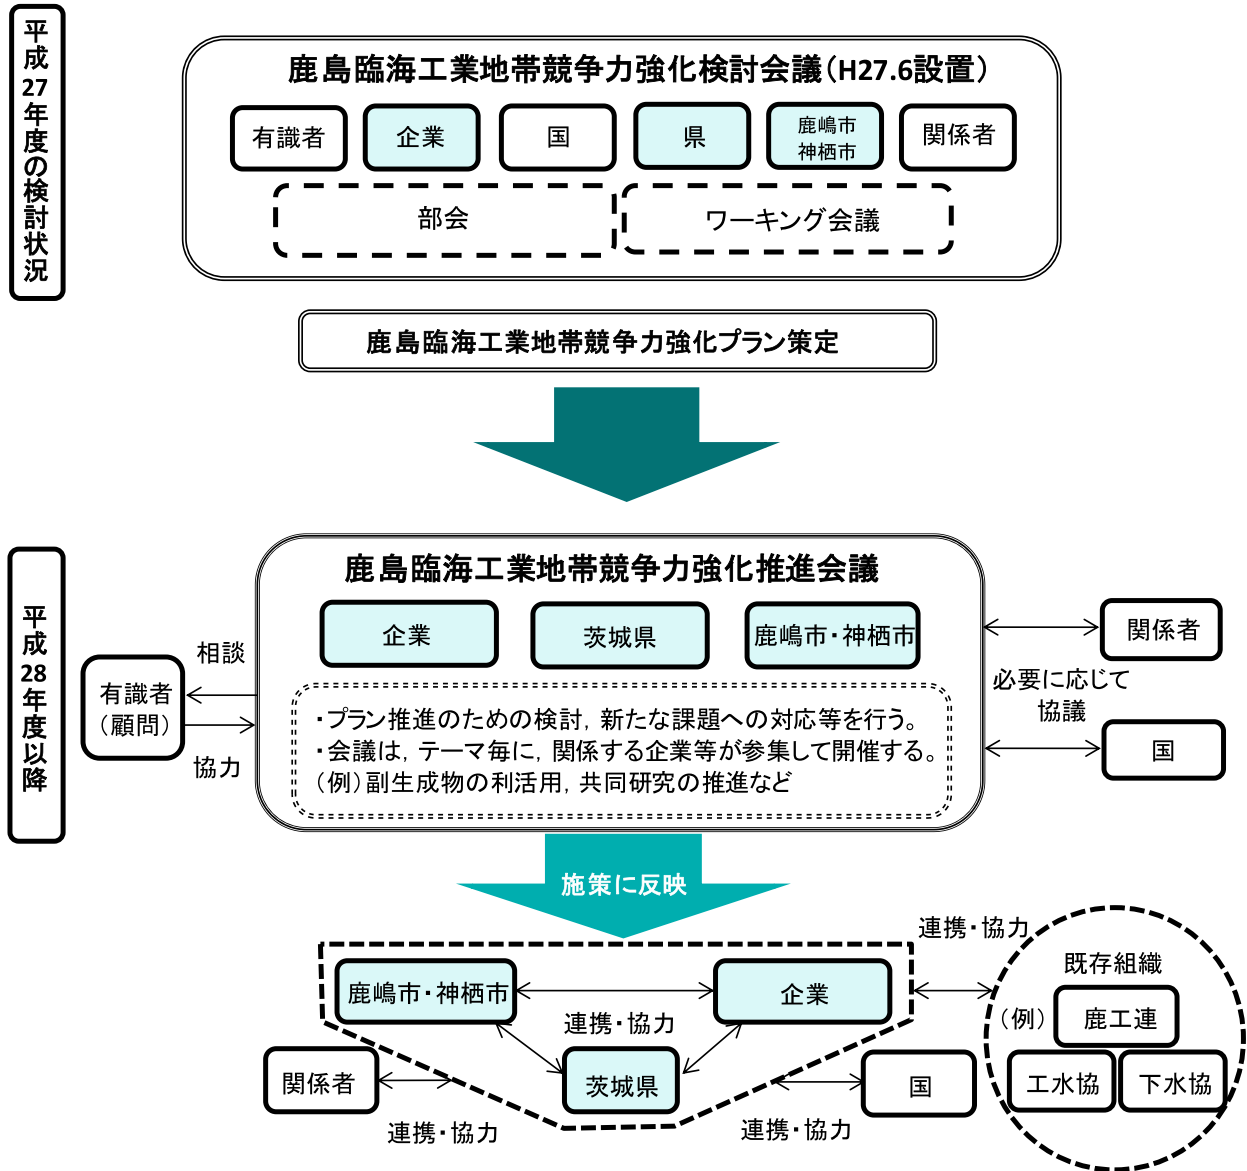 平成27年度の検討状況
鹿島臨海工業地帯競争力強化検討会議(H27.6設置)
有識者
企業
国
県
鹿嶋市
神栖市
関係者
部会
ワーキング会議
鹿島臨海工業地帯競争力強化プラン策定
平成28年度以降
鹿島臨海工業地帯競争力強化推進会議
企業
茨城県
鹿嶋市・神栖市
・プラン推進のための検討，新たな課題への対応等を行う。
・会議は，テーマ毎に，関係する企業等が参集して開催する。
(例)副生成物の利活用，共同研究の推進など
相談
有識者
(顧問)
協力
関係者
必要に応じて
協議
国
施策に反映
鹿嶋市・神栖市
企業
連携・協力
茨城県
関係者
連携・協力
国
連携・協力
連携・協力
既存組織
(例)
鹿工連
工水協
下水協